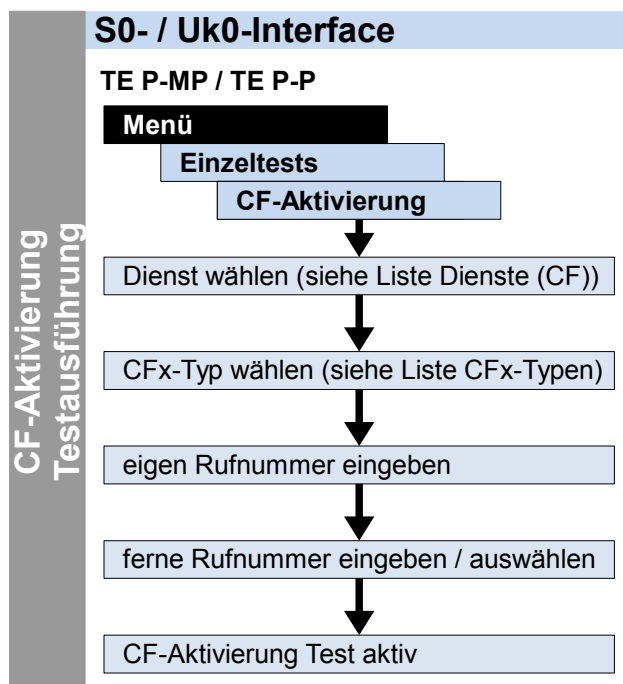 S0- / Uk0-Interface
CF-Aktivierung
Testausführung
TE P-MP / TE P-P
Menü
Einzeltests
CF-Aktivierung
Dienst wählen (siehe Liste Dienste (CF))
CFx-Typ wählen (siehe Liste CFx-Typen)
eigen Rufnummer eingeben
ferne Rufnummer eingeben / auswählen
CF-Aktivierung Test aktiv